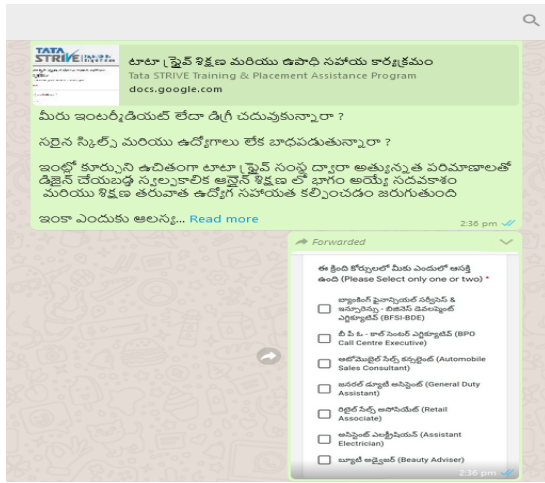 TATA
STRIVE
టాటా స్ట్రైవ్ శిక్షణ మరియు ఉపాధి సహాయ కార్యక్రమం
Tata STRIVE Training & Placement Assistance Program
docs.google.com
మీరు ఇంటర్మీడియట్ లేదా డిగ్రీ చదువుకున్నారా ?
సరైన స్కిల్స్ మరియు ఉద్యోగాలు లేక బాధపడుతున్నారా ?
ఇంట్లో కూర్చుని ఉచితంగా టాటా స్ట్రైవ్ సంస్థ ద్వారా అత్యున్నత పరిమాణాలతో
డిజైన్ చేయబడ్డ స్వల్పకాలిక ఆన్లైన్ శిక్షణ లో భాగం అయ్యే సదవకాశం
మరియు శిక్షణ తరువాత ఉద్యోగ సహాయత కల్పించడం జరుగుతుంది
ఇంకా ఎందుకు ఆలస్య... Read more
2:36 pm
Forwarded
ఈ క్రింది కోర్సులలో మీకు ఎందులో ఆసక్తి
ఉంది (Please Select only one or two) *
బ్యాంకింగ్ ఫైనాన్సియల్ సర్వీసెస్ &
ఇన్సూరెన్సు - బిజినెస్ డెవలప్మెంట్
ఎగ్జిక్యూటివ్ (BFSI-BDE)
బీ పీ ఓ - కాల్ సెంటర్ ఎగ్జిక్యూటివ్ (BPO
Call Centre Executive)
ఆటోమొబైల్ సేల్స్ కన్సల్టెంట్ (Automobile
Sales Consultant)
జనరల్ డ్యూటీ అసిస్టెంట్ (General Duty
Assistant)
రిటైల్ సేల్స్ అసోసియేట్ (Retail
Associate)
అసిస్టెంట్ ఎలక్ట్రీషియన్ (Assistant
Electrician)
బ్యూటీ అడ్వైజర్ (Beauty Adviser)
2:36 pm